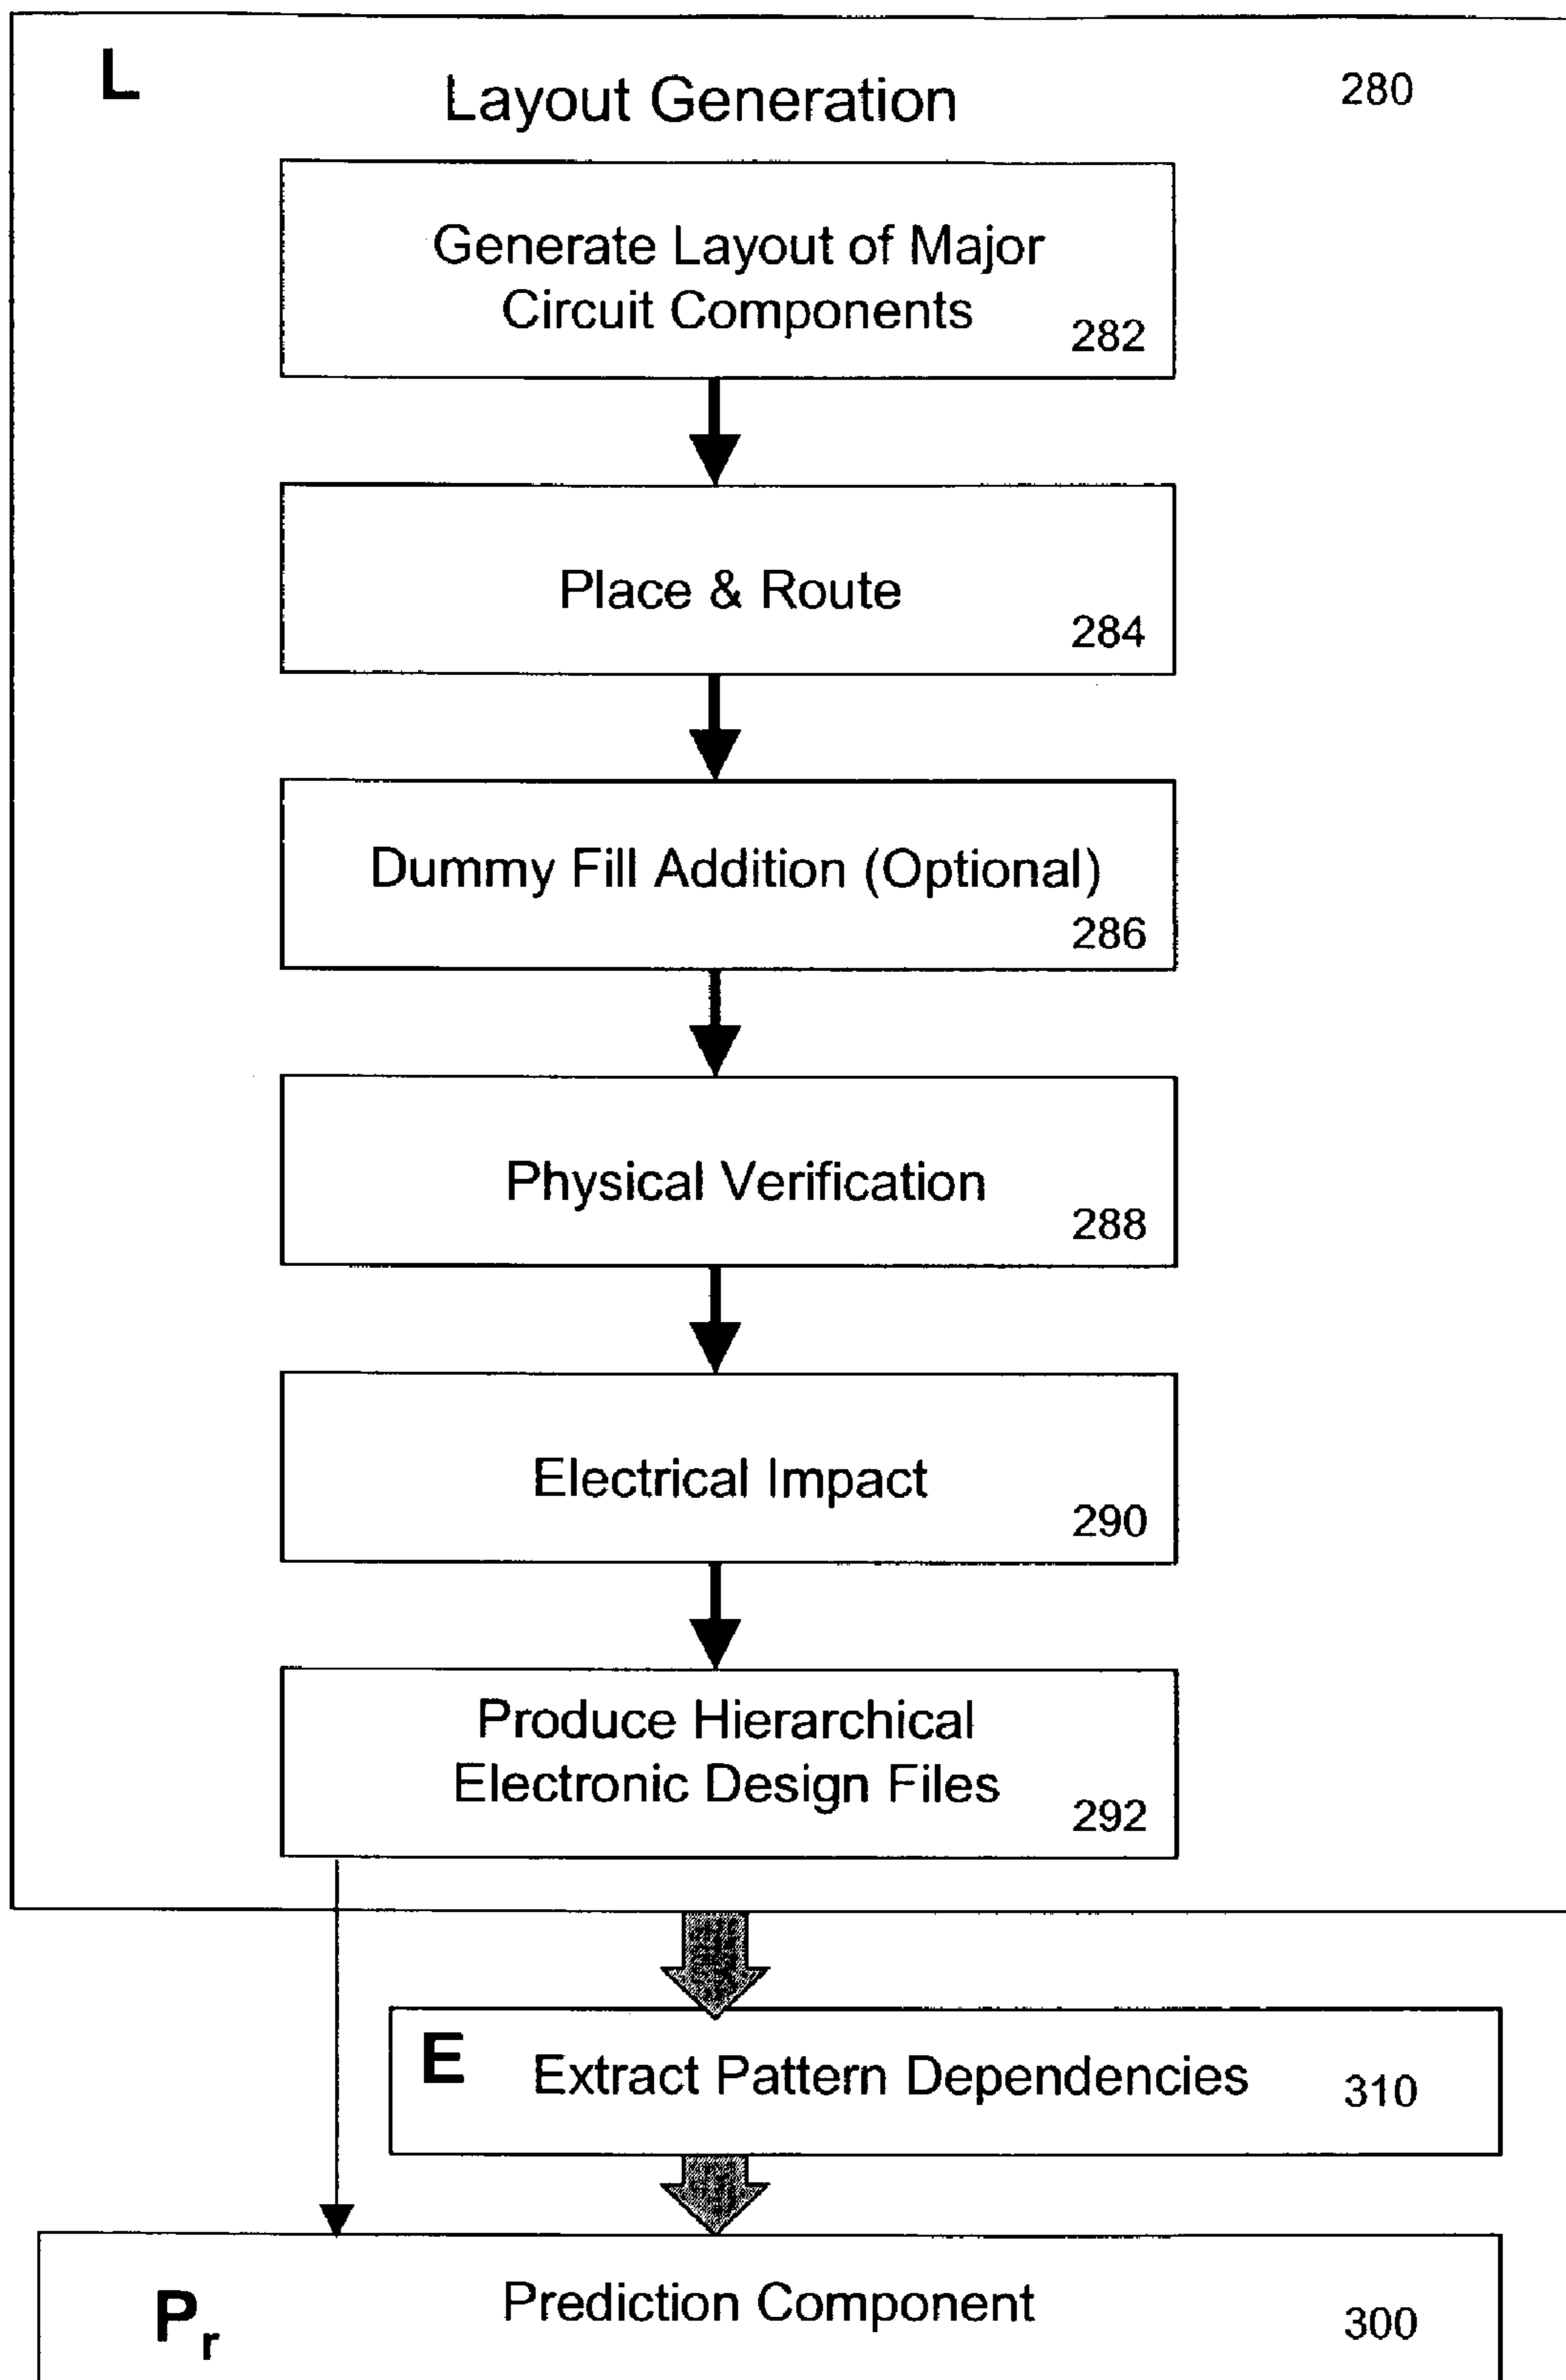 L
Layout Generation
280
Generate Layout of Major
Circuit Components
282
Place & Route
284
Dummy Fill Addition (Optional)
286
Physical Verification
288
Electrical Impact
290
Produce Hierarchical
Electronic Design Files
292
E
Extract Pattern Dependencies
310
Pr
Prediction Component
300